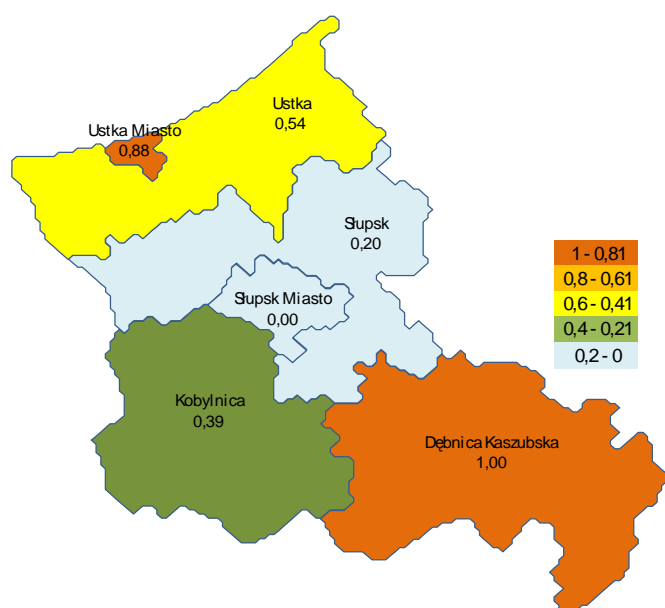 Ustka
0,54
Ustka Miasto
0,88
Słupsk
0,20
Słupsk Miasto
0,00
Kobylnica
0,39
Dębnica Kaszubska
1,00
1 - 0,81
0,8 - 0,61
0,6 - 0,41
0,4 - 0,21
0,2 - 0